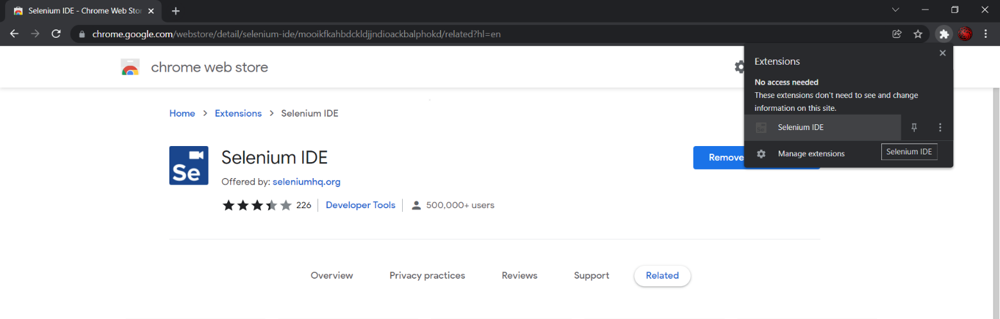 Selenium IDE - Chrome Web Stor
chrome.google.com/webstore/detail/selenium-ide/mooikfkahbdckldjjndioackbalphokd/related?hl=en
chrome web store
Extensions
No access needed
These extensions don't need to see and change
information on this site.
Selenium IDE
Manage extensions
Selenium IDE
Home > Extensions > Selenium IDE
Se
Selenium IDE
Remove
Offered by: seleniumhq.org
226 Developer Tools 500,000+ users
Overview Privacy practices Reviews Support Related